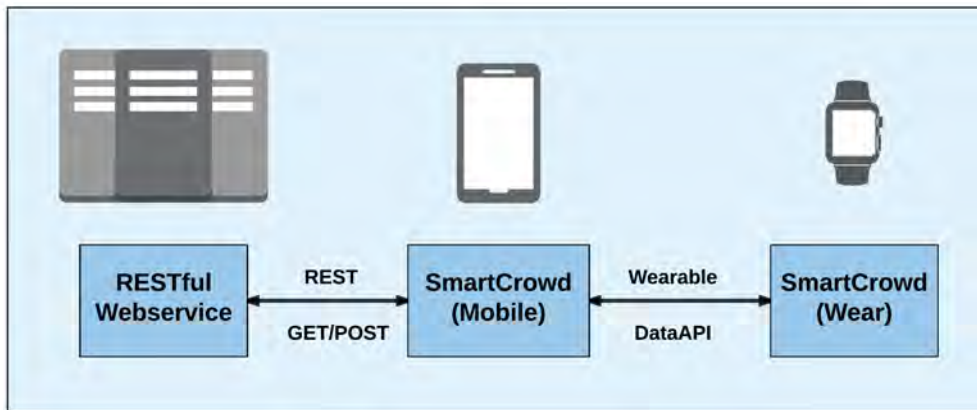 RESTful
Webservice
REST
GET/POST
SmartCrowd
(Mobile)
Wearable
DataAPI
SmartCrowd
(Wear)